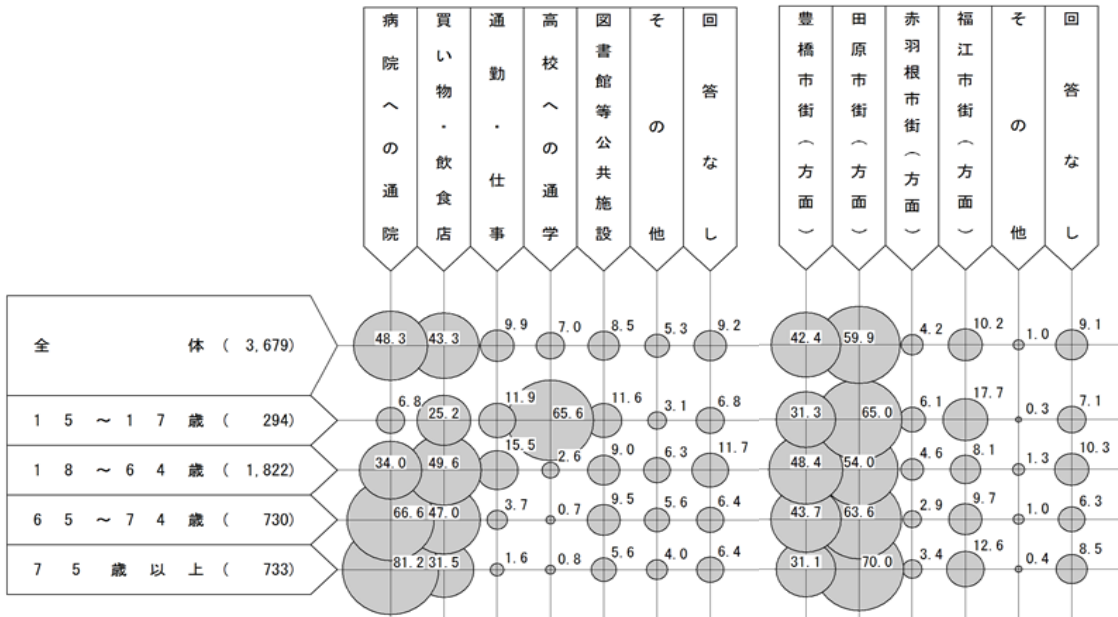 病院への通院
買い物・飲食店
通勤・仕事
高校への通学
図書館等公共施設
その他
回答なし
豊橋市街(方面)
田原市街(方面)
赤羽根市街(方面)
福江市街(方面)
その他
回答なし
全体( 3,679) 48.3 43.3 9.9 7.0 8.5 5.3 9.2 42.4 59.9 4.2 10.2 1.0 9.1
15~17歳( 294) 6.8 25.2 11.9 65.6 11.6 3.1 6.8 31.3 65.0 6.1 17.7 0.3 7.1
18~64歳( 1,822) 34.0 49.6 15.5 2.6 9.0 6.3 11.7 48.4 54.0 4.6 8.1 1.3 10.3
65~74歳( 730) 66.6 47.0 3.7 0.7 9.5 5.6 6.4 43.7 63.6 2.9 9.7 1.0 6.3
75歳以上( 733) 81.2 31.5 1.6 0.8 5.6 4.0 6.4 31.1 70.0 3.4 12.6 0.4 8.5